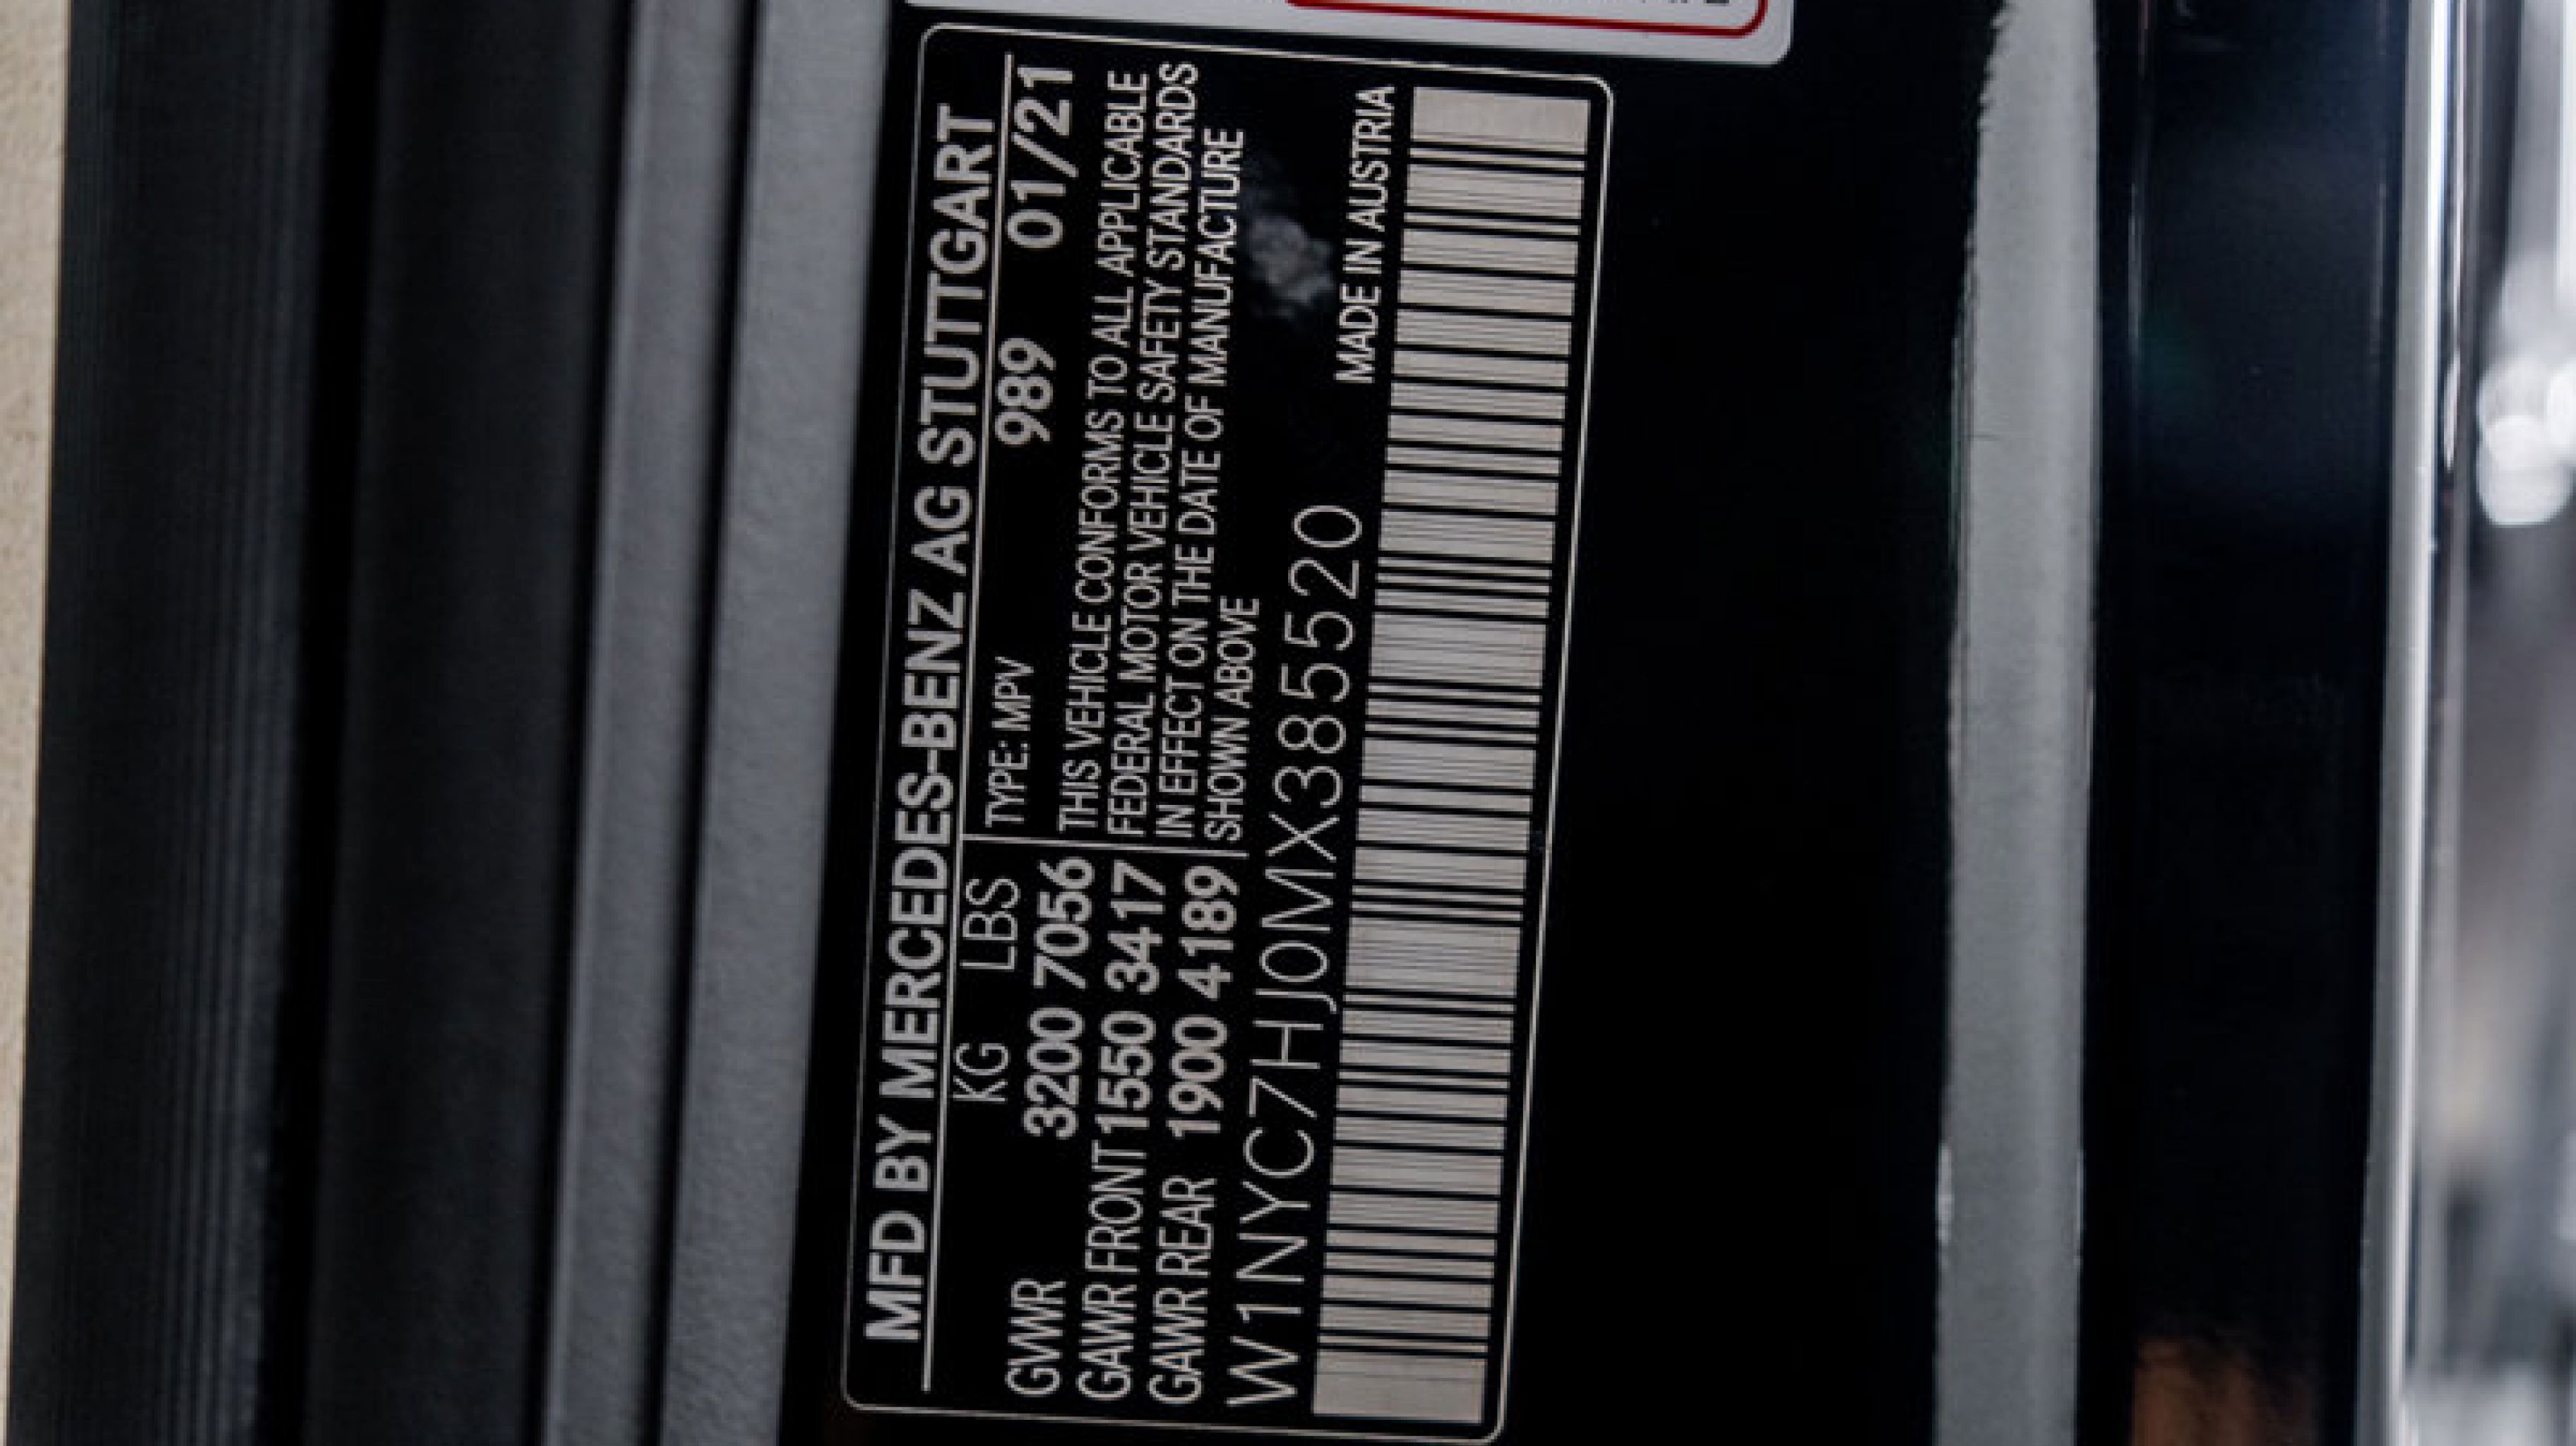 MFD BY MERCEDES-BENZ AG STUTTGART
KG LBS
GVWR 3200 7056
GAWR FRONT 1550 3417
GAWR REAR 1900 4189
TYPE: MPV 989 01/21
THIS VEHICLE CONFORMS TO ALL APPLICABLE
FEDERAL MOTOR VEHICLE SAFETY STANDARDS
IN EFFECT ON THE DATE OF MANUFACTURE
SHOWN ABOVE
W1NYC7HJ0MX385520
MADE IN AUSTRIA